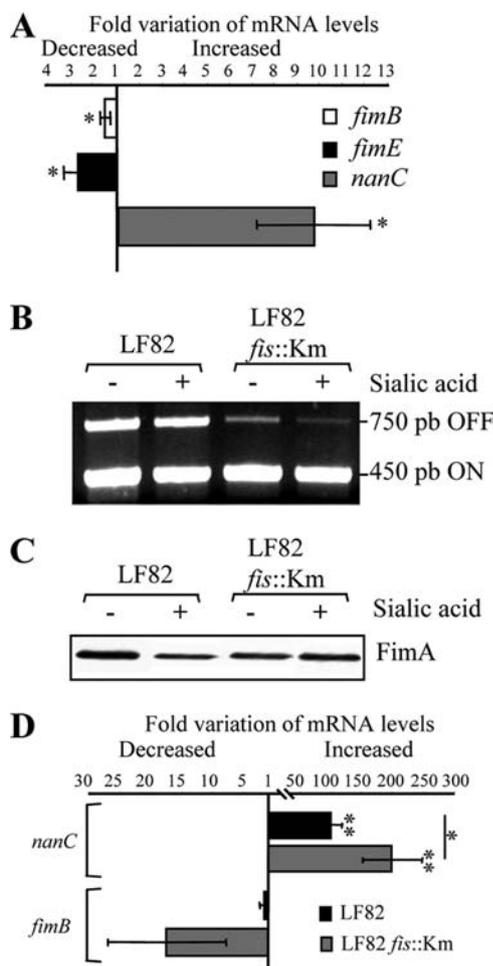 A
Fold variation of mRNA levels
Decreased Increased
4 3 2 1 2 3 4 5 6 7 8 9 10 11 12 13
*
*
*
fimB
fimE
nanC
B
LF82
LF82
fis::Km
- + - + Sialic acid
750 pb OFF
450 pb ON
C
LF82
LF82
fis::Km
- + - + Sialic acid
FimA
D
Fold variation of mRNA levels
Decreased Increased
30 25 20 15 10 5 1 50 100 150 200 250 300
nanC
**
**
*
fimB
LF82
LF82 fis::Km